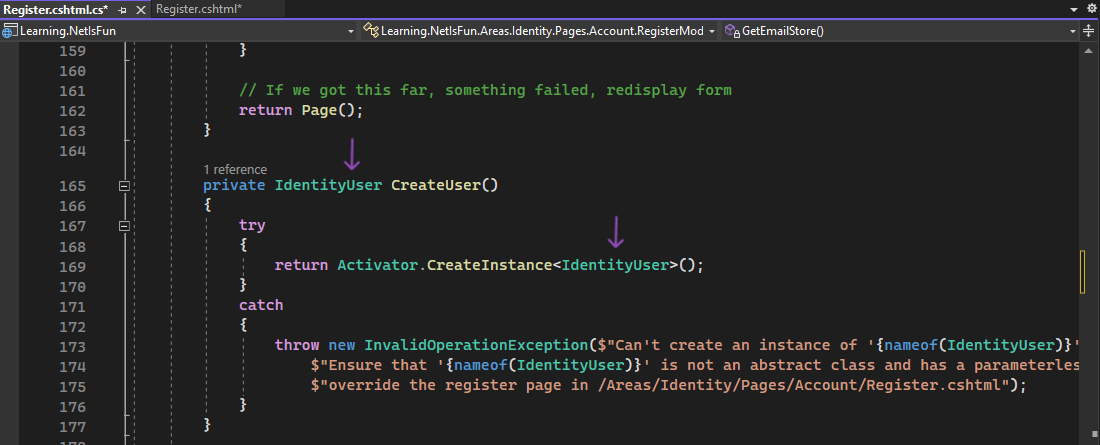 Register.cshtml.cs*
Register.cshtml*
Learning.NetIsFun
Learning.NetIsFun.Areas.Identity.Pages.Account.RegisterMod
GetEmailStore()
159 }
160
161 // If we got this far, something failed, redisplay form
162 return Page();
163 }
164
1 reference
165 private IdentityUser CreateUser()
166 {
167 try
168 {
169 return Activator.CreateInstance<IdentityUser>();
170 }
171 catch
172 {
173 throw new InvalidOperationException($"Can't create an instance of '{nameof(IdentityUser)}'
174 $"Ensure that '{nameof(IdentityUser)}' is not an abstract class and has a parameterles
175 $"override the register page in /Areas/Identity/Pages/Account/Register.cshtml");
176 }
177 }